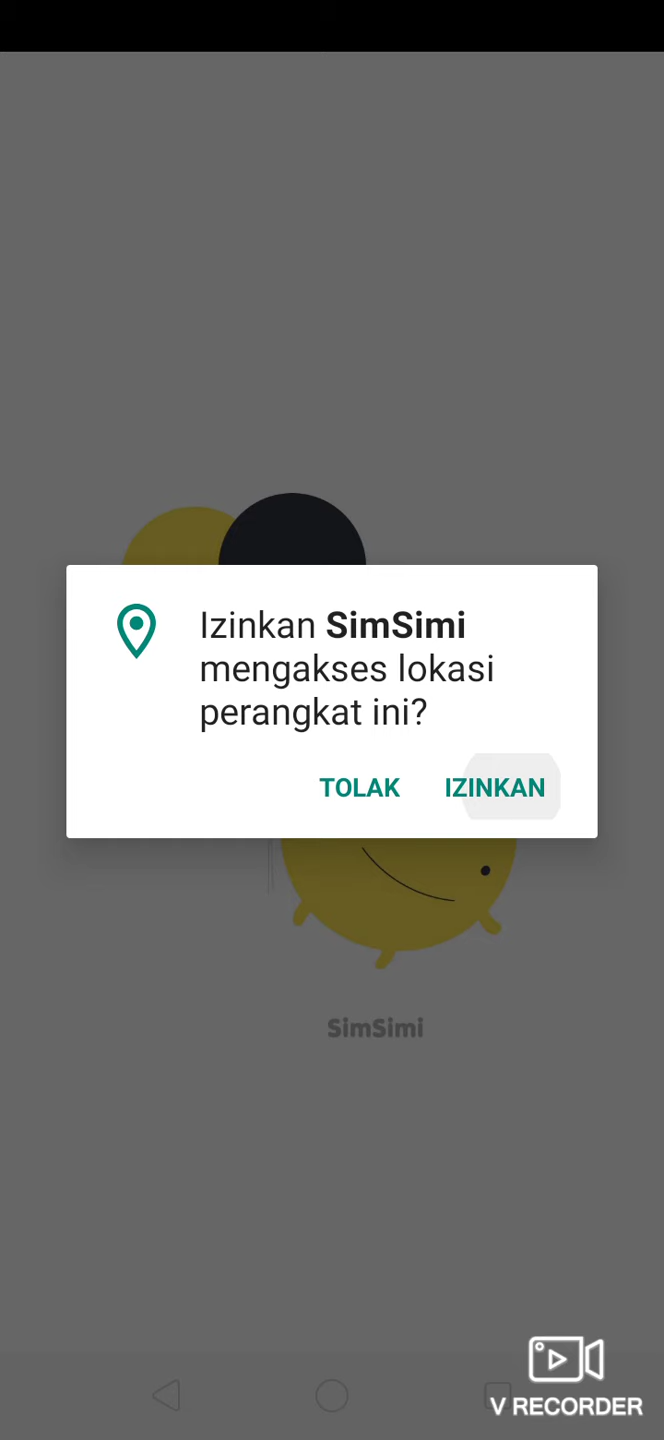 Izinkan SimSimi
mengakses lokasi
perangkat ini?
TOLAK IZINKAN
SimSimi
V RECORDER